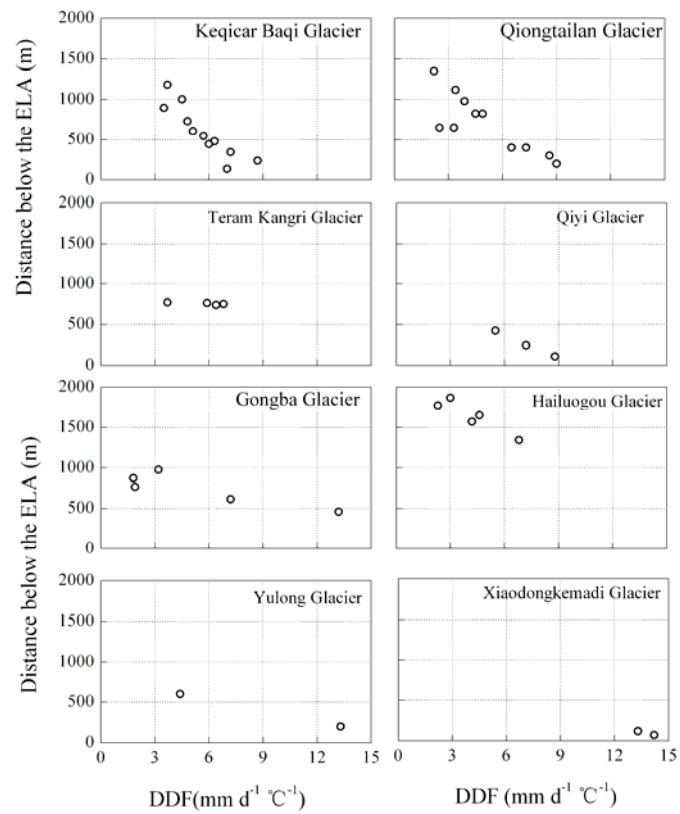 2000
1500
1000
500
0
Keqicar Baqi Glacier
Qiongtailan Glacier
Distance below the ELA (m)
2000
1500
1000
500
0
Teram Kangri Glacier
Qiyi Glacier
2000
1500
1000
500
0
Gongba Glacier
Hailuogou Glacier
Distance below the ELA (m)
2000
1500
1000
500
0
Yulong Glacier
Xiaodongkemadi Glacier
0 3 6 9 12 15
0 3 6 9 12 15
DDF(mm d⁻¹ ℃⁻¹)
DDF (mm d⁻¹ ℃⁻¹)